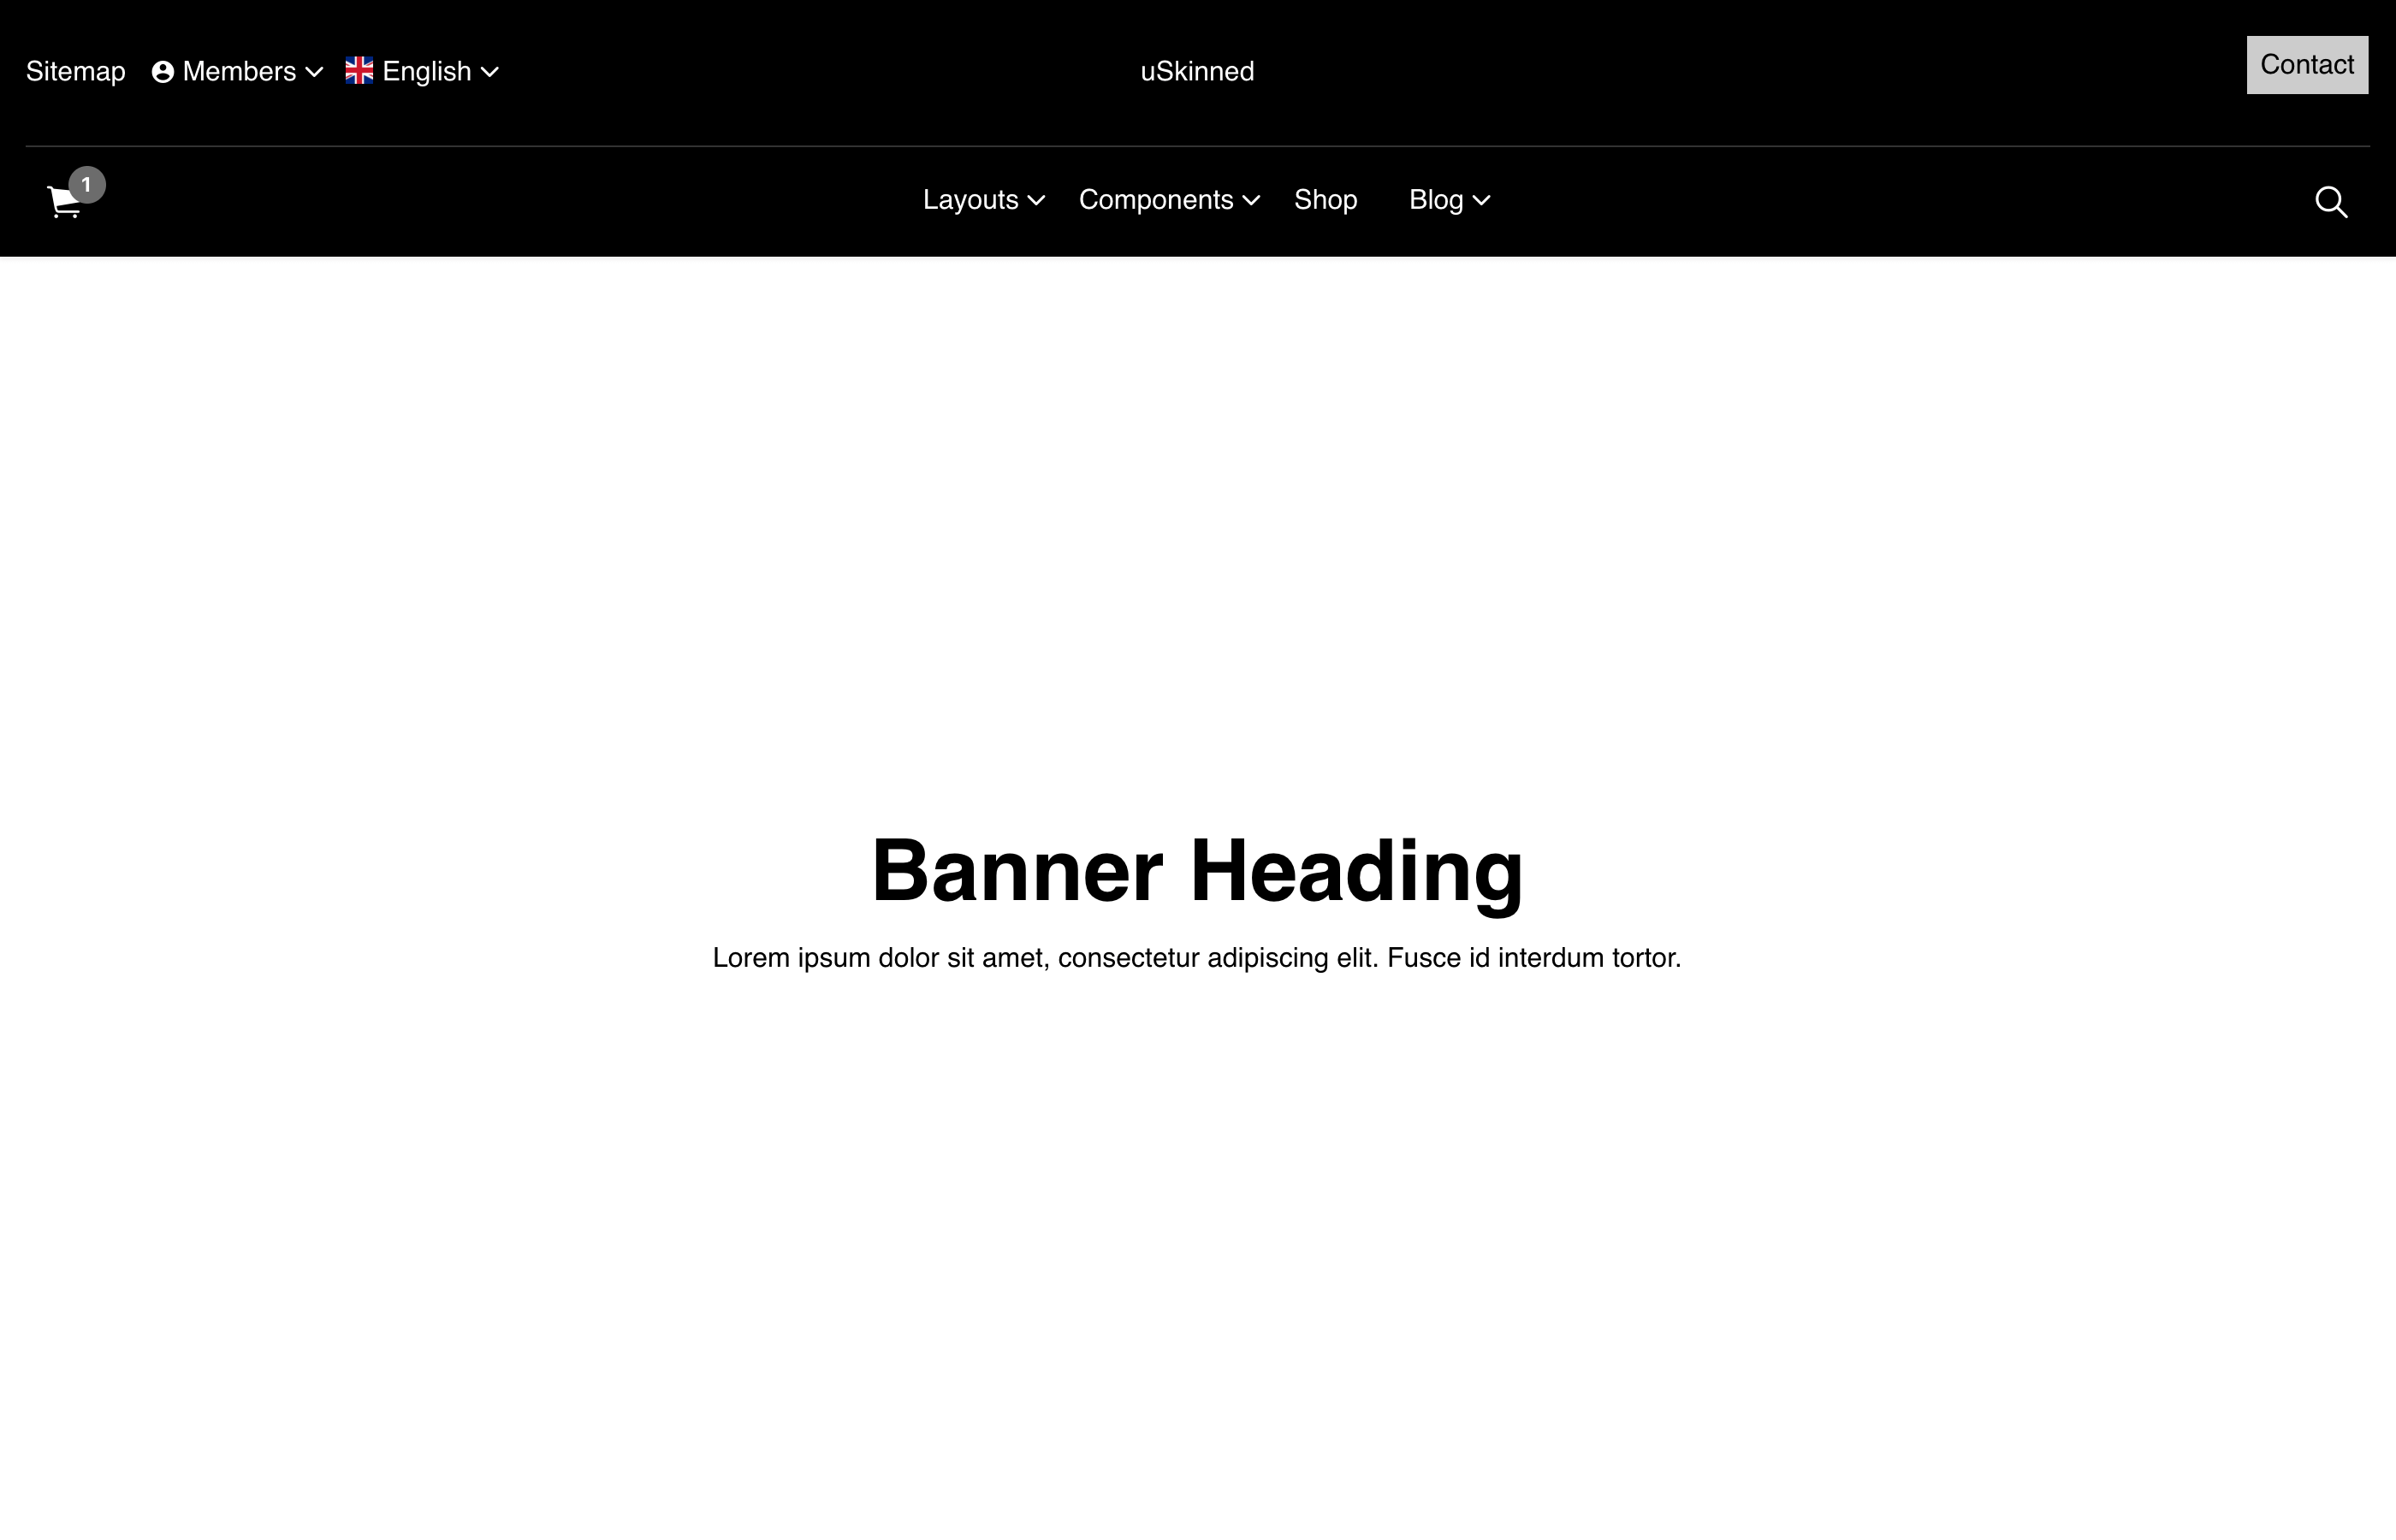 Sitemap Members English uSkinned Contact
1 Layouts Components Shop Blog
Banner Heading
Lorem ipsum dolor sit amet, consectetur adipiscing elit. Fusce id interdum tortor.